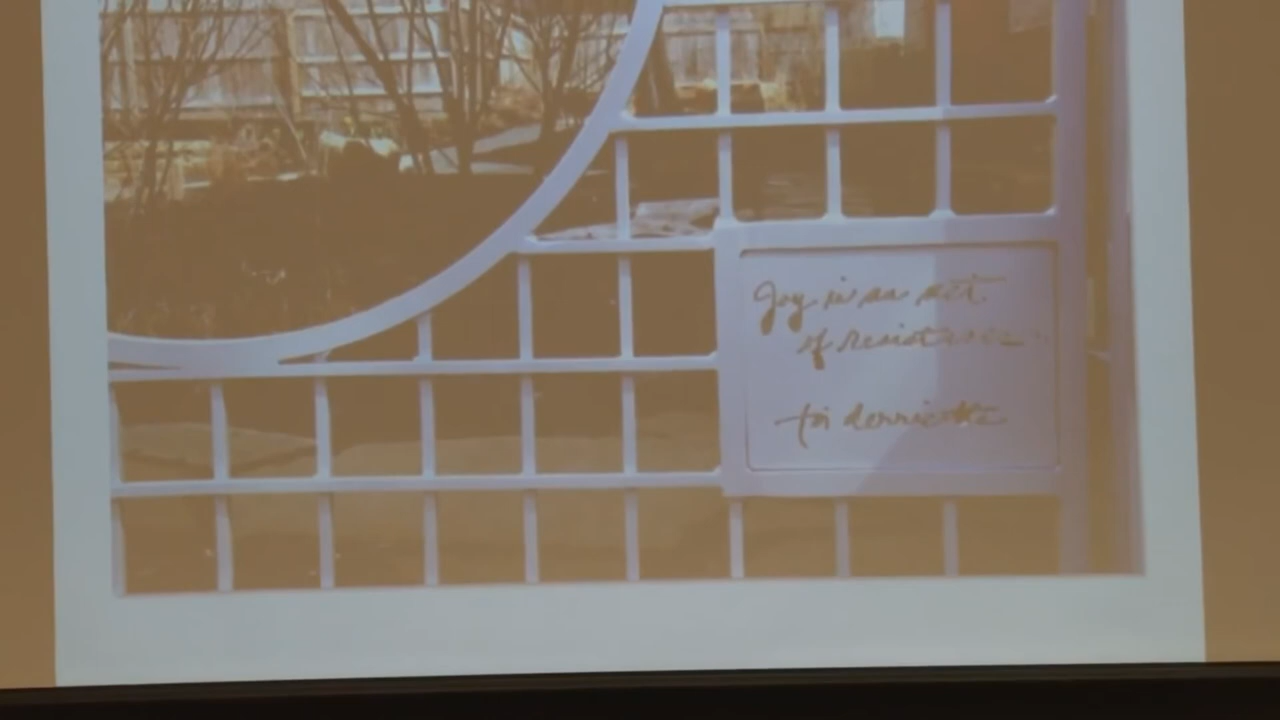 Joy is an act
of resistance
toi derricotte